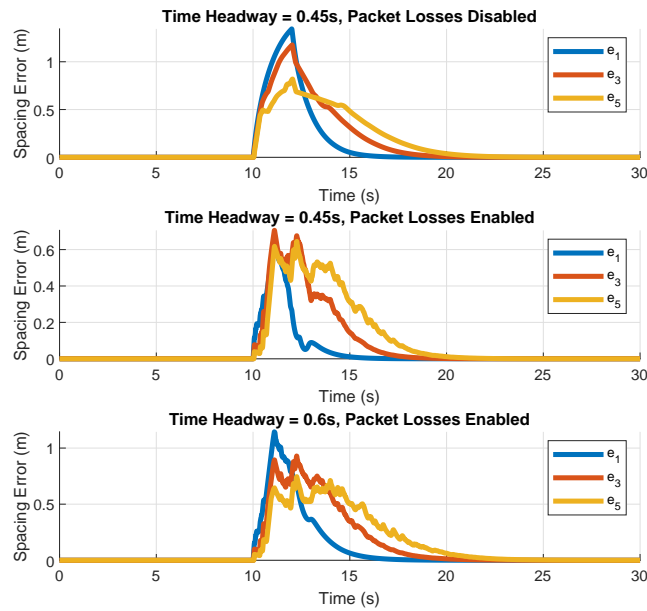 Time Headway = 0.45s, Packet Losses Disabled
Spacing Error (m)
1
0.5
0
e1
e3
e5
0 5 10 15 20 25 30
Time (s)
Time Headway = 0.45s, Packet Losses Enabled
Spacing Error (m)
0.6
0.4
0.2
0
e1
e3
e5
0 5 10 15 20 25 30
Time (s)
Time Headway = 0.6s, Packet Losses Enabled
Spacing Error (m)
1
0.5
0
e1
e3
e5
0 5 10 15 20 25 30
Time (s)